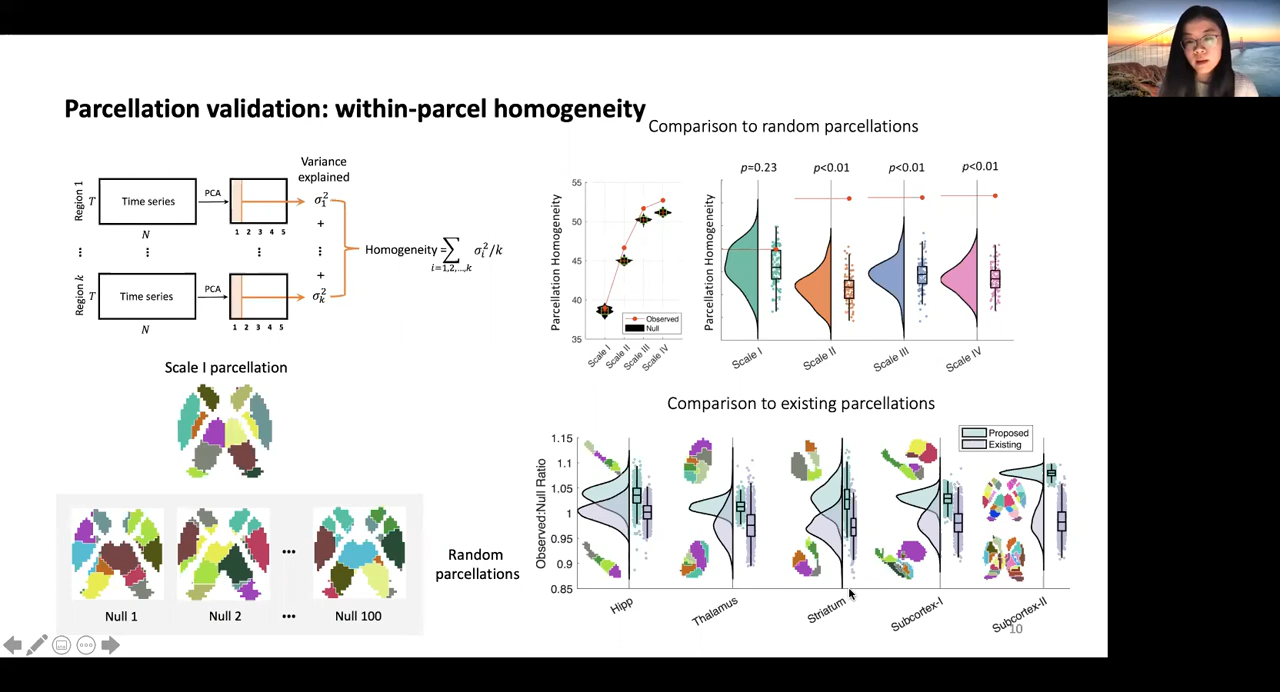 Parcellation validation: within-parcel homogeneity
Variance
explained
Region 1
T
Time series
PCA
1 2 3 4 5
σ₁²
N
+
⋮ ⋮ ⋮ ⋮
Homogeneity =∑ σᵢ²/k
i=1,2,...,k
+
Region k
T
Time series
PCA
1 2 3 4 5
σₖ²
N
Scale I parcellation
Null 1
Null 2
•••
•••
Null 100
Random
parcellations
Comparison to random parcellations
Parcellation Homogeneity
55
50
45
40
35
Observed
Null
Scale I
Scale II
Scale III
Scale IV
Parcellation Homogeneity
p=0.23
p<0.01
p<0.01
p<0.01
Scale I
Scale II
Scale III
Scale IV
Comparison to existing parcellations
Observed:Null Ratio
1.15
1.1
1.05
1
0.95
0.9
0.85
Proposed
Existing
Hipp
Thalamus
Striatum
Subcortex-I
Subcortex-II
10